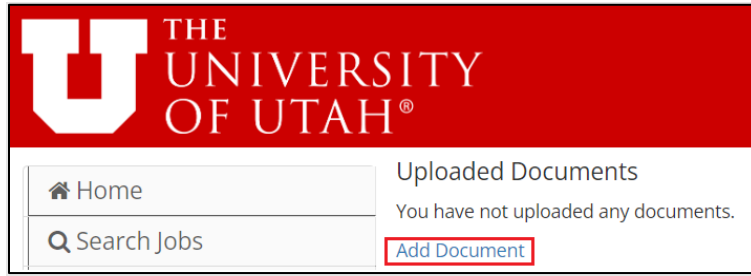 THE
UNIVERSITY
OF UTAH®
Home
Search Jobs
Uploaded Documents
You have not uploaded any documents.
Add Document